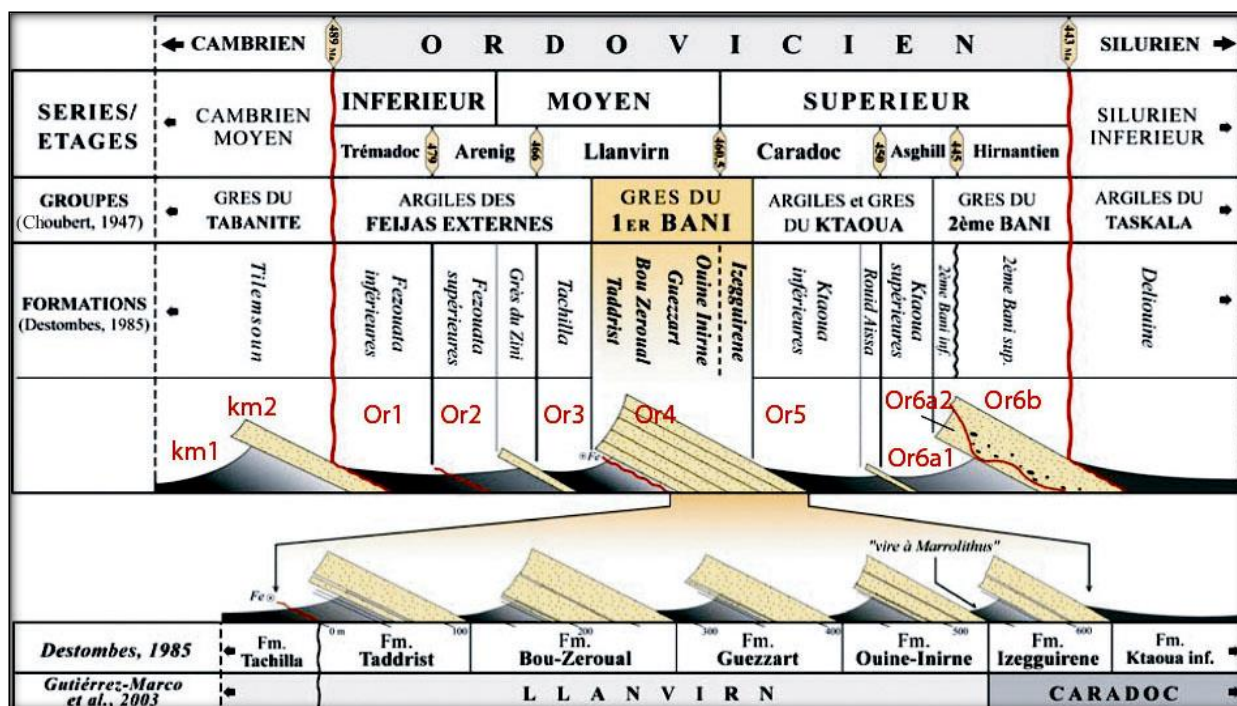 CAMBRIEN 489 Ma ORDOVICIEN 443 Ma SILURIEN
SERIES/
ETAGES
CAMBRIEN
MOYEN
INFERIEUR MOYEN SUPERIEUR
Trémadoc 479 Arenig 466 Llanvirn 460.5 Caradoc 450 Asghill 445 Hirnantien
SILURIEN
INFERIEUR
GROUPES
(Choubert, 1947)
GRES DU
TABANITE
ARGILES DES
FEIJAS EXTERNES
GRES DU
1ER BANI
ARGILES et GRES
DU KTAOUA
GRES DU
2ème BANI
ARGILES DU
TASKALA
FORMATIONS
(Destombes, 1985)
Tilemsoun
Fezouata
inférieures
Fezouata
supérieures
Grès du Zini
Tachilla
Taddrist
Bou Zeroual
Guezzart
Ouine Inirne
Izegguirene
Ktaoua
inférieures
Rouid Aissa
Ktaoua
supérieures
2ème Bani inf.
2ème Bani sup.
Deliouine
km1 km2 Or1 Or2 Or3 Or4 Or5 Or6a2 Or6b
Fe Or6a1
"vire à Marrolithus"
Fe
0 m 100 200 300 400 500 600
Destombes, 1985
Fm.
Tachilla
Fm.
Taddrist
Fm.
Bou-Zeroual
Fm.
Guezzart
Fm.
Ouine-Inirne
Fm.
Izegguirene
Fm.
Ktaoua inf.
Gutiérrez-Marco
et al., 2003
LLANVIRN CARADOC